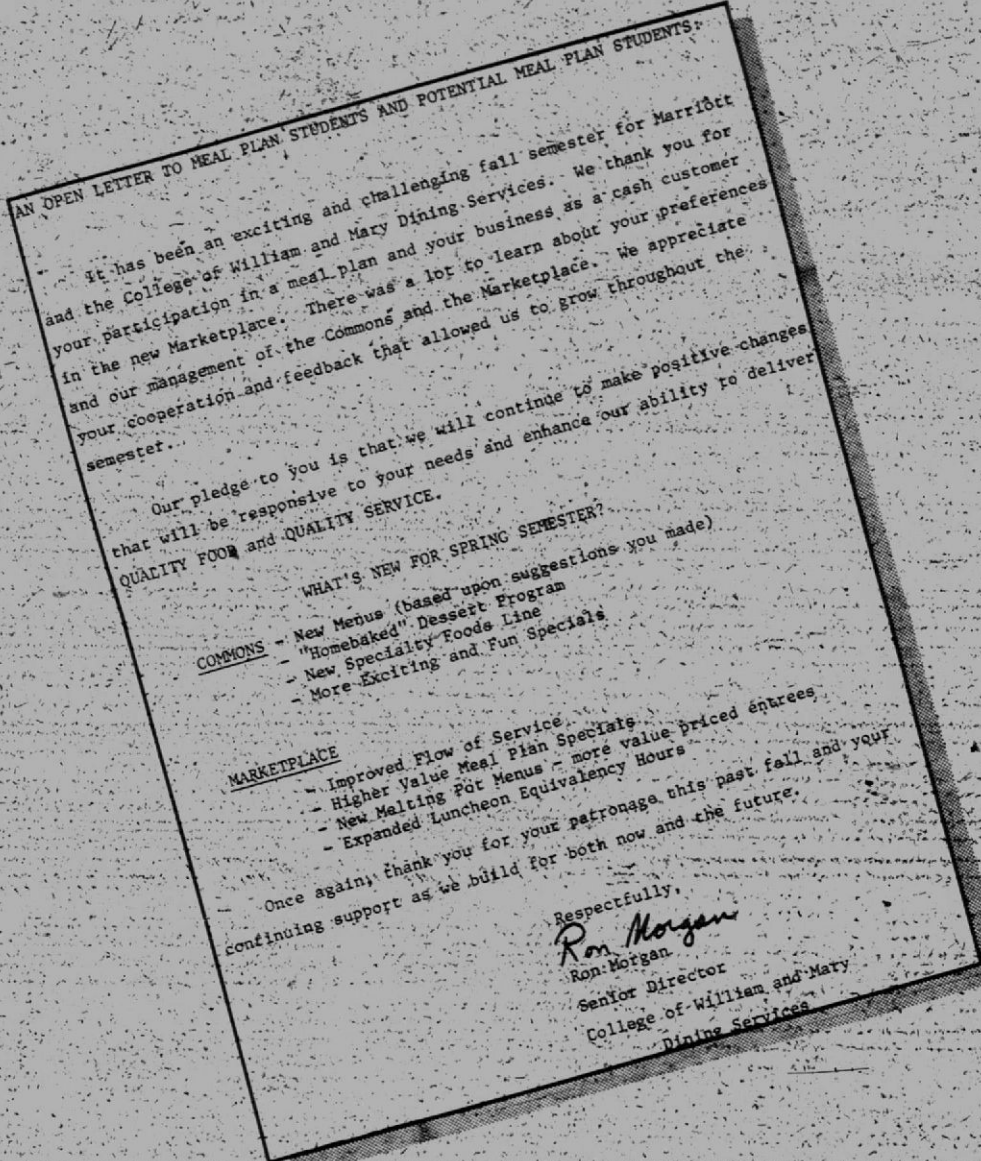 AN OPEN LETTER TO MEAL PLAN STUDENTS AND POTENTIAL MEAL PLAN STUDENTS:
It has been an exciting and challenging fall semester for Marriott
and the College of William and Mary Dining Services. We thank you for
your participation in a meal plan and your business as a cash customer
in the new Marketplace. There was a lot to learn about your preferences
and our management of the Commons and the Marketplace. We appreciate
your cooperation and feedback that allowed us to grow throughout the
semester.
Our pledge to you is that we will continue to make positive changes
that will be responsive to your needs and enhance our ability to deliver
QUALITY FOOD and QUALITY SERVICE.
WHAT'S NEW FOR SPRING SEMESTER?
COMMONS - New Menus (based upon suggestions you made)
- "Homebaked" Dessert Program
- New Specialty Foods Line
- More Exciting and Fun Specials
MARKETPLACE
- Improved Flow of Service
- Higher Value Meal Plan Specials
- New Melting Pot Menus - more value priced entrees
- Expanded Luncheon Equivalency Hours
Once again, thank you for your patronage this past fall and your
continuing support as we build for both now and the future.
Respectfully,
Ron Morgan
Ron Morgan
Senior Director
College of William and Mary
Dining Services